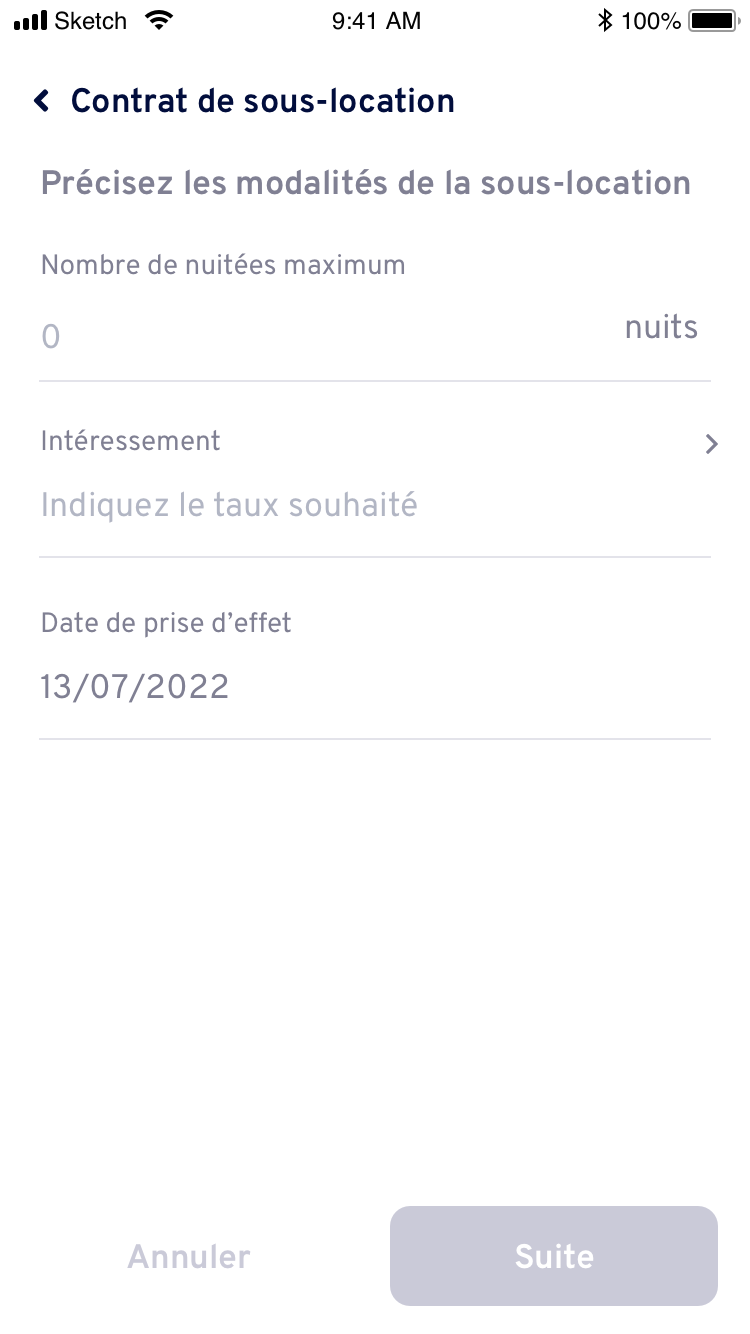 Sketch 9:41 AM 100%
Contrat de sous-location
Précisez les modalités de la sous-location
Nombre de nuitées maximum
0 nuits
Intéressement
Indiquez le taux souhaité
Date de prise d’effet
13/07/2022
Annuler Suite